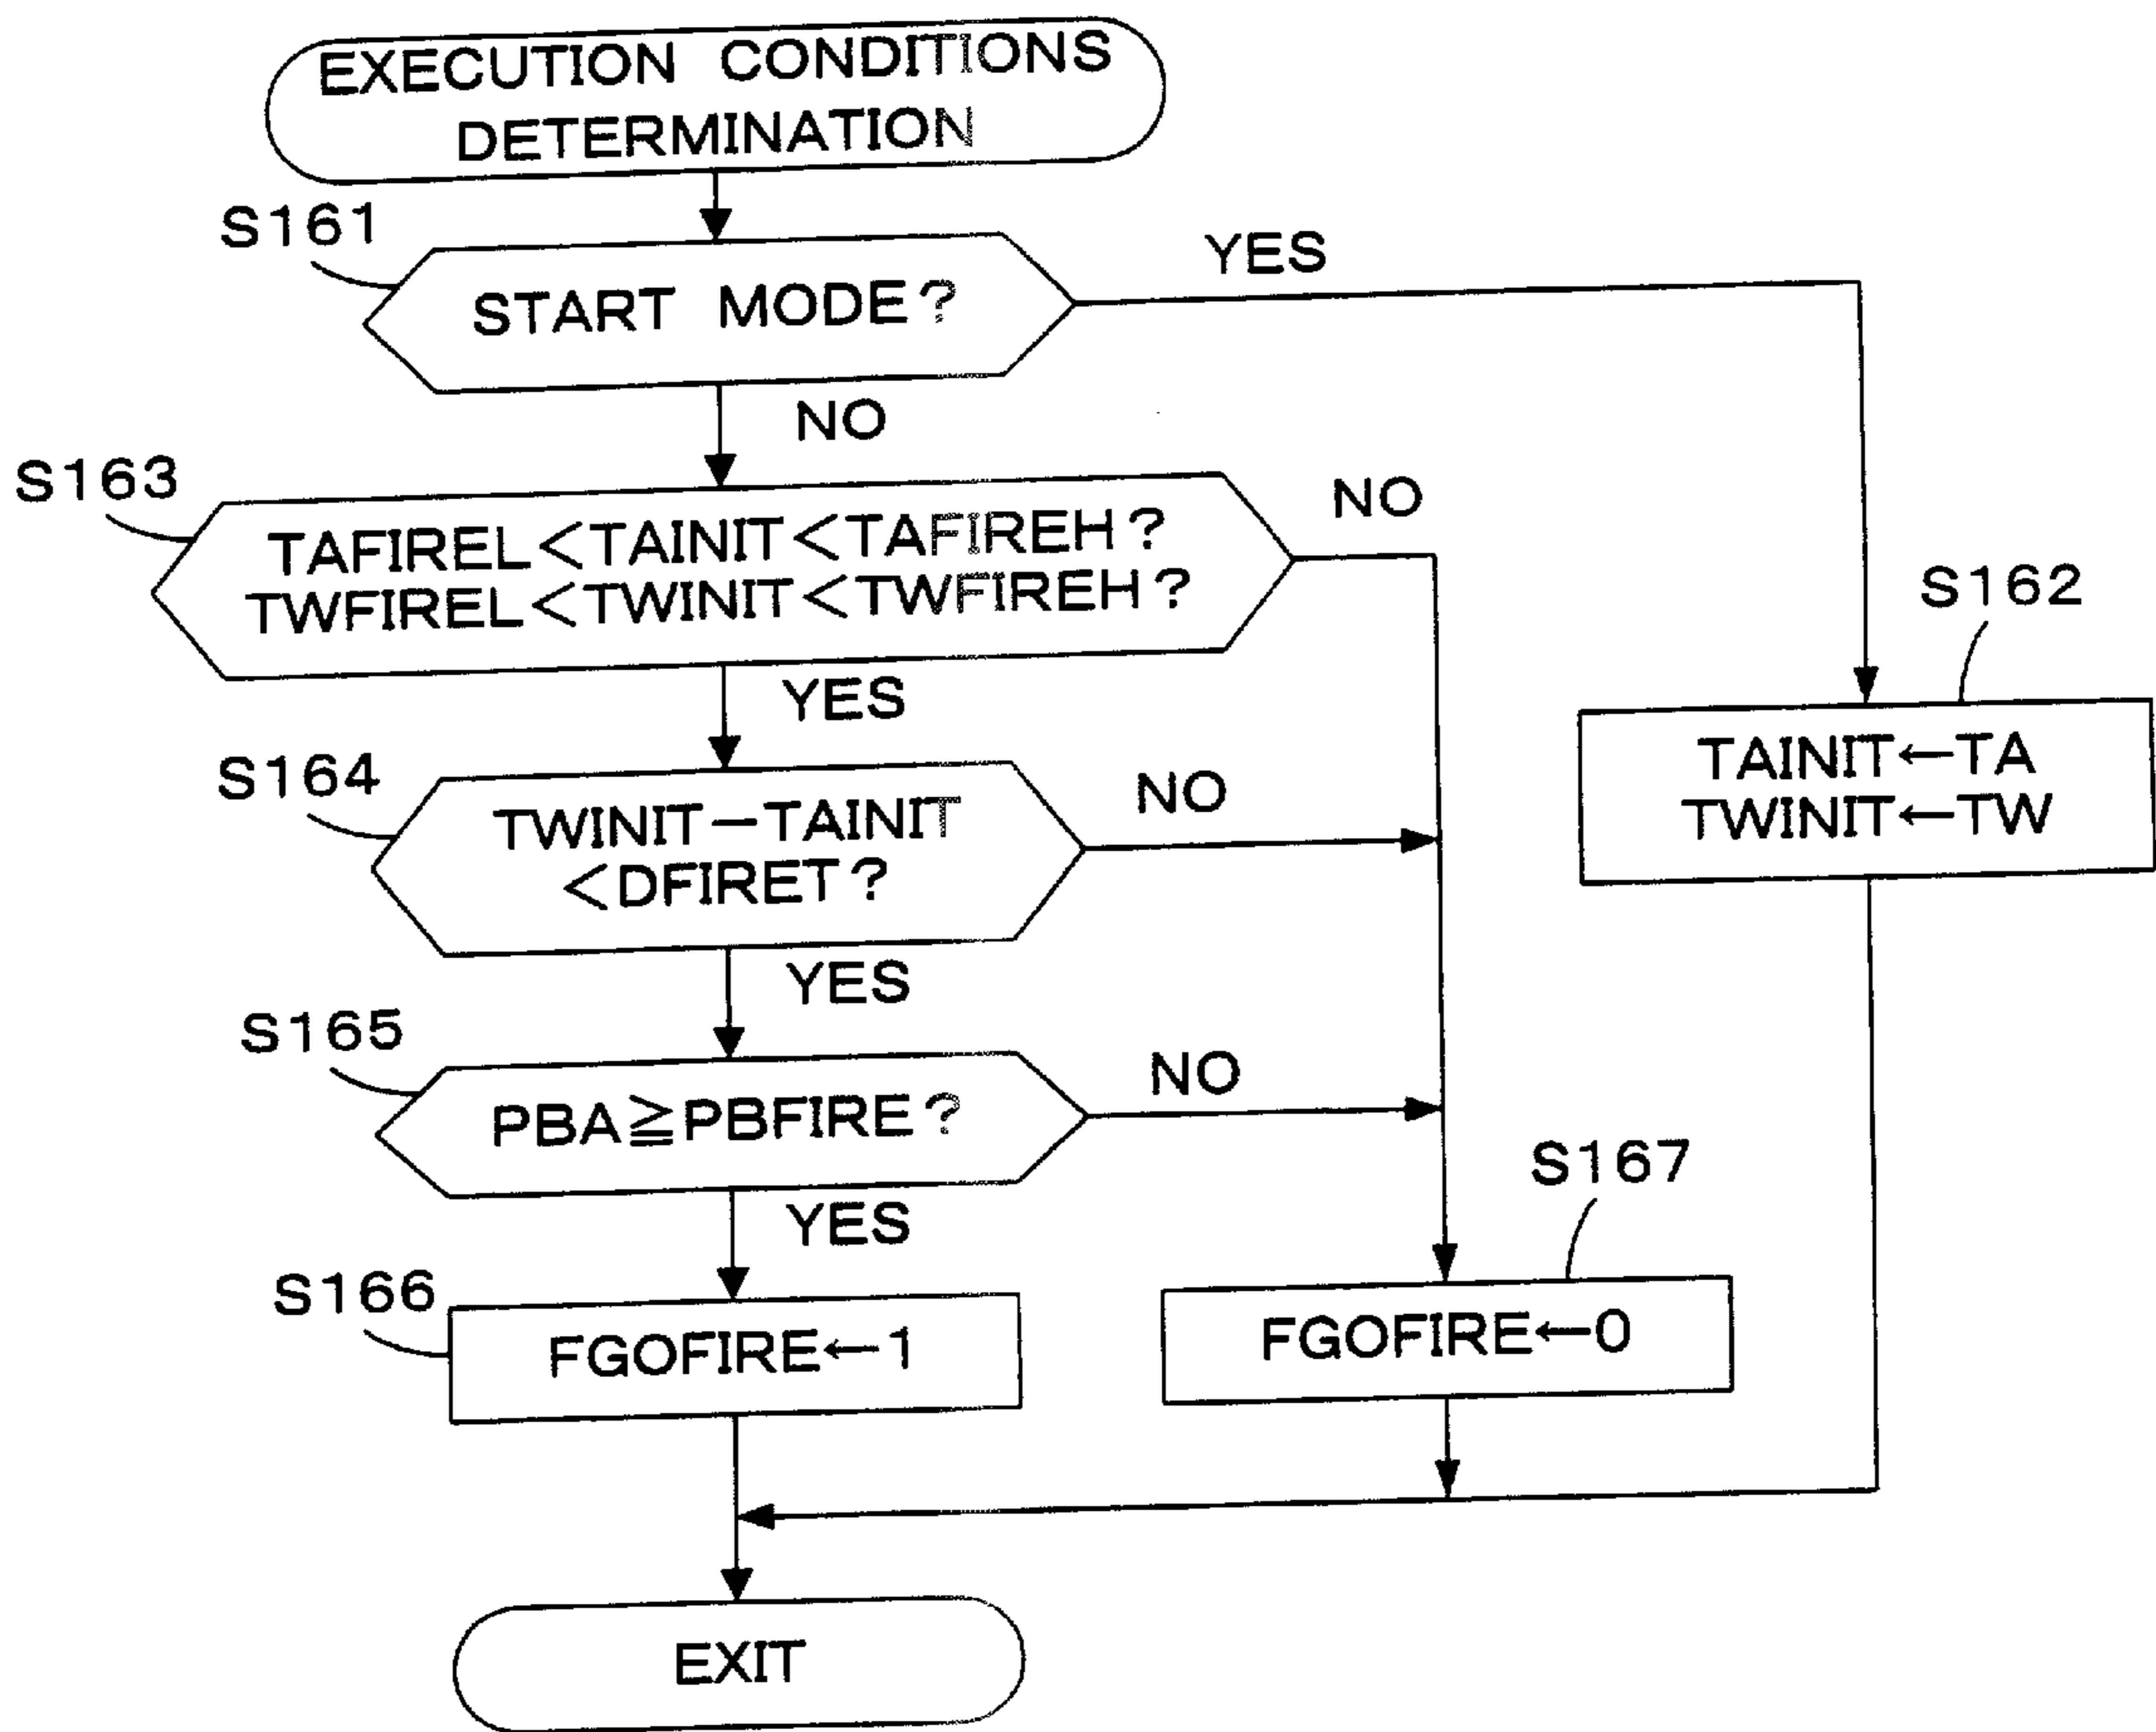 EXECUTION CONDITIONS
DETERMINATION
S161
START MODE?
YES
NO
S163
TAFIREL<TAINIT<TAFIREH?
TWFIREL<TWINIT<TWFIREH?
NO
YES
S162
TAINIT←TA
TWINIT←TW
S164
TWINIT−TAINIT
<DFIRET?
NO
YES
S165
PBA≧PBFIRE?
NO
YES
S167
FGOFIRE←0
S166
FGOFIRE←1
EXIT